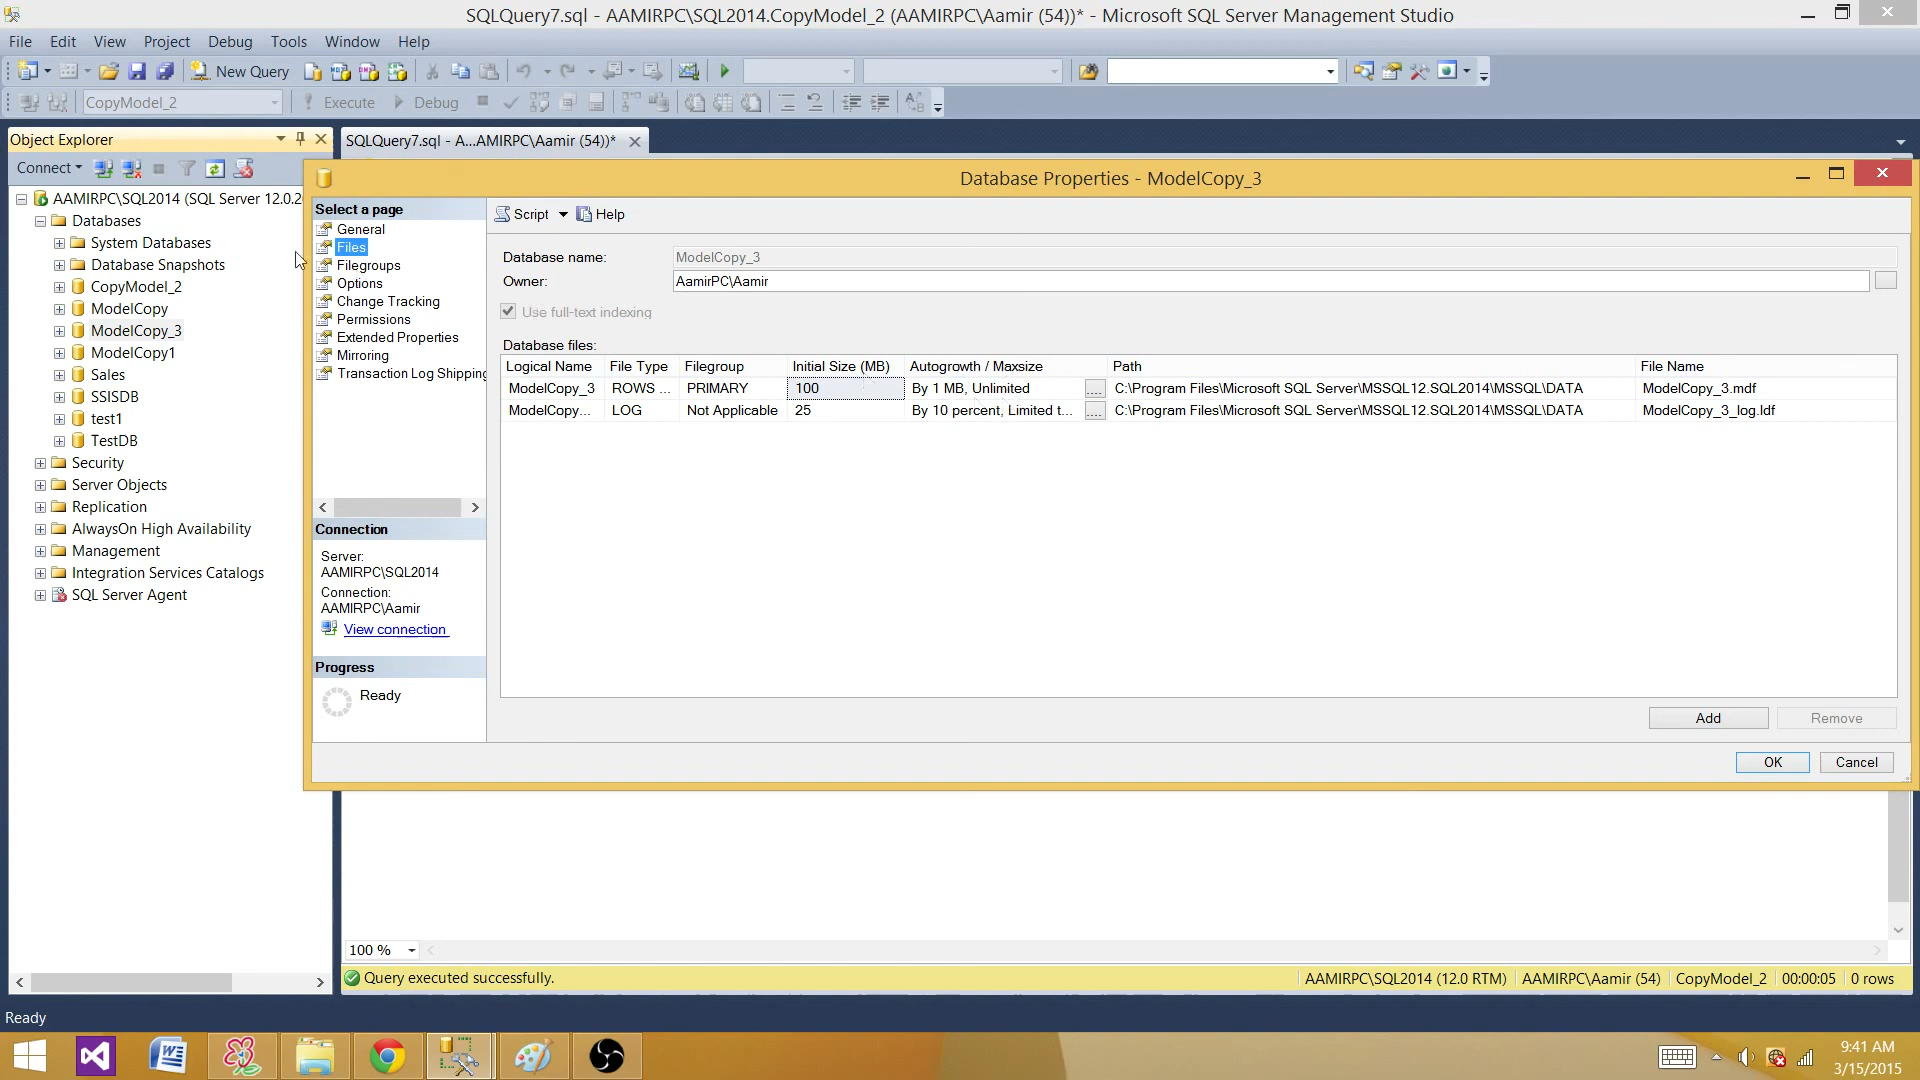 SQLQuery7.sql - AAMIRPC\SQL2014.CopyModel_2 (AAMIRPC\Aamir (54))* - Microsoft SQL Server Management Studio
File Edit View Project Debug Tools Window Help
New Query
CopyModel_2 Execute Debug
Object Explorer
SQLQuery7.sql - A...AMIRPC\Aamir (54))*
Connect
AAMIRPC\SQL2014 (SQL Server 12.0.2
Databases
System Databases
Database Snapshots
CopyModel_2
ModelCopy
ModelCopy_3
ModelCopy1
Sales
SSISDB
test1
TestDB
Security
Server Objects
Replication
AlwaysOn High Availability
Management
Integration Services Catalogs
SQL Server Agent
Database Properties - ModelCopy_3
Select a page
General
Files
Filegroups
Options
Change Tracking
Permissions
Extended Properties
Mirroring
Transaction Log Shipping
Connection
Server:
AAMIRPC\SQL2014
Connection:
AAMIRPC\Aamir
View connection
Progress
Ready
Script Help
Database name: ModelCopy_3
Owner: AamirPC\Aamir
Use full-text indexing
Database files:
Logical Name File Type Filegroup Initial Size (MB) Autogrowth / Maxsize Path File Name
ModelCopy_3 ROWS ... PRIMARY 100 By 1 MB, Unlimited .... C:\Program Files\Microsoft SQL Server\MSSQL12.SQL2014\MSSQL\DATA ModelCopy_3.mdf
ModelCopy... LOG Not Applicable 25 By 10 percent, Limited t... .... C:\Program Files\Microsoft SQL Server\MSSQL12.SQL2014\MSSQL\DATA ModelCopy_3_log.ldf
Add Remove
OK Cancel
100 %
Query executed successfully. AAMIRPC\SQL2014 (12.0 RTM) AAMIRPC\Aamir (54) CopyModel_2 00:00:05 0 rows
Ready
9:41 AM
3/15/2015